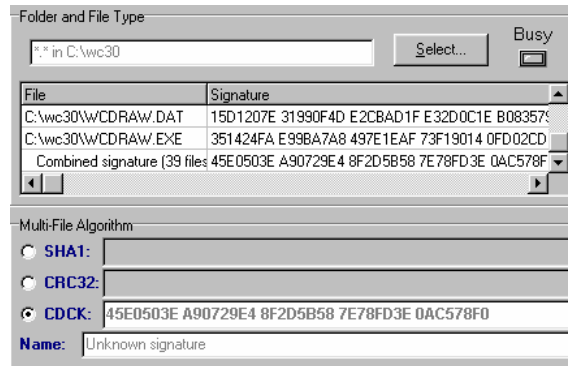 Folder and File Type
*.* in C:\wc30
Select...
Busy
File Signature
C:\wc30\WCDRAW.DAT 15D1207E 31990F4D E2CBAD1F E32D0C1E B083579
C:\wc30\WCDRAW.EXE 351424FA E99BA7A8 497E1EAF 73F19014 0FD02CD
Combined signature (39 files 45E0503E A90729E4 8F2D5B58 7E78FD3E 0AC578F
Multi-File Algorithm
SHA1:
CRC32:
CDCK: 45E0503E A90729E4 8F2D5B58 7E78FD3E 0AC578F0
Name: Unknown signature